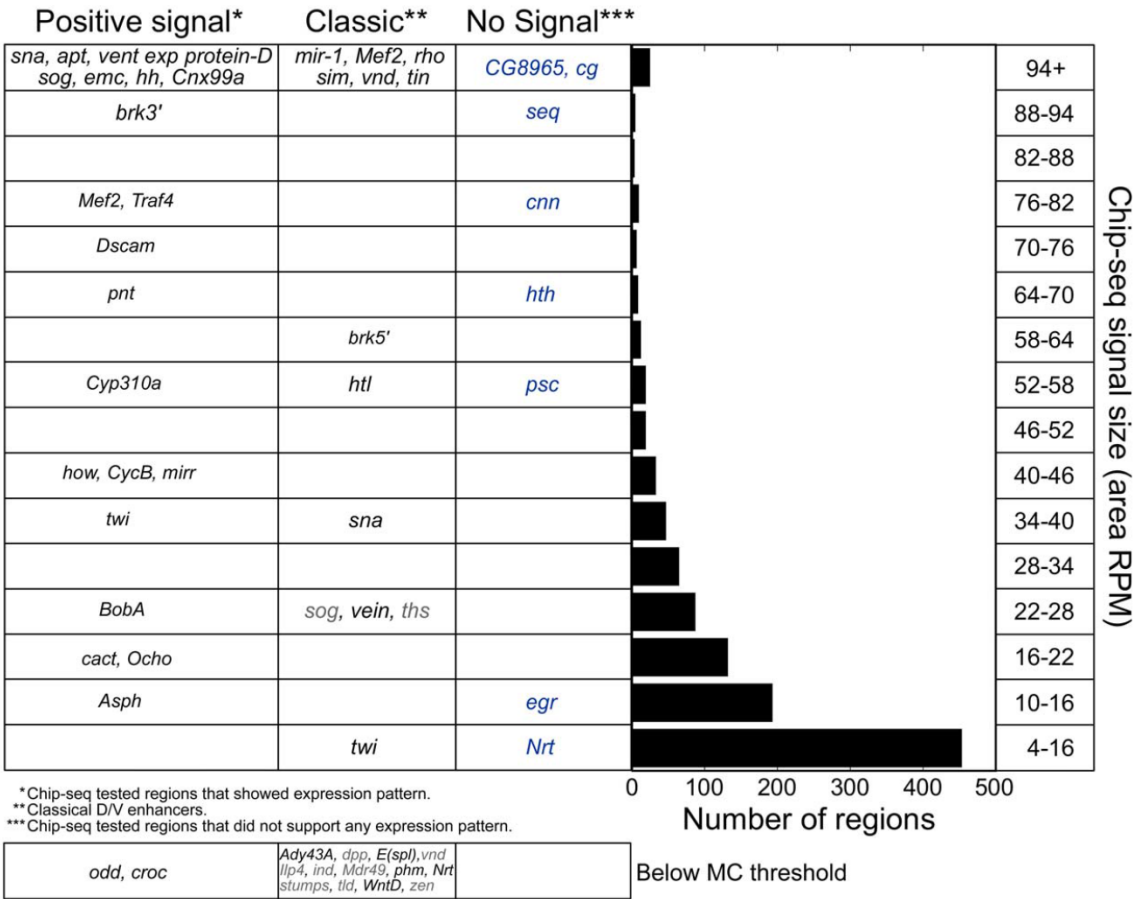 Positive signal* Classic** No Signal***
sna, apt, vent exp protein-D mir-1, Mef2, rho CG8965, cg 94+
sog, emc, hh, Cnx99a sim, vnd, tin
brk3' seq 88-94
82-88
Mef2, Traf4 cnn 76-82
Dscam 70-76
pnt hth 64-70
brk5' 58-64
Cyp310a htl psc 52-58
46-52
how, CycB, mirr 40-46
twi sna 34-40
28-34
BobA sog, vein, ths 22-28
cact, Ocho 16-22
Asph egr 10-16
twi Nrt 4-16
Chip-seq signal size (area RPM)
0 100 200 300 400 500
Number of regions
*Chip-seq tested regions that showed expression pattern.
**Classical D/V enhancers.
***Chip-seq tested regions that did not support any expression pattern.
odd, croc
Ady43A, dpp, E(spl),vnd
Ilp4, ind, Mdr49, phm, Nrt
stumps, tld, WntD, zen
Below MC threshold